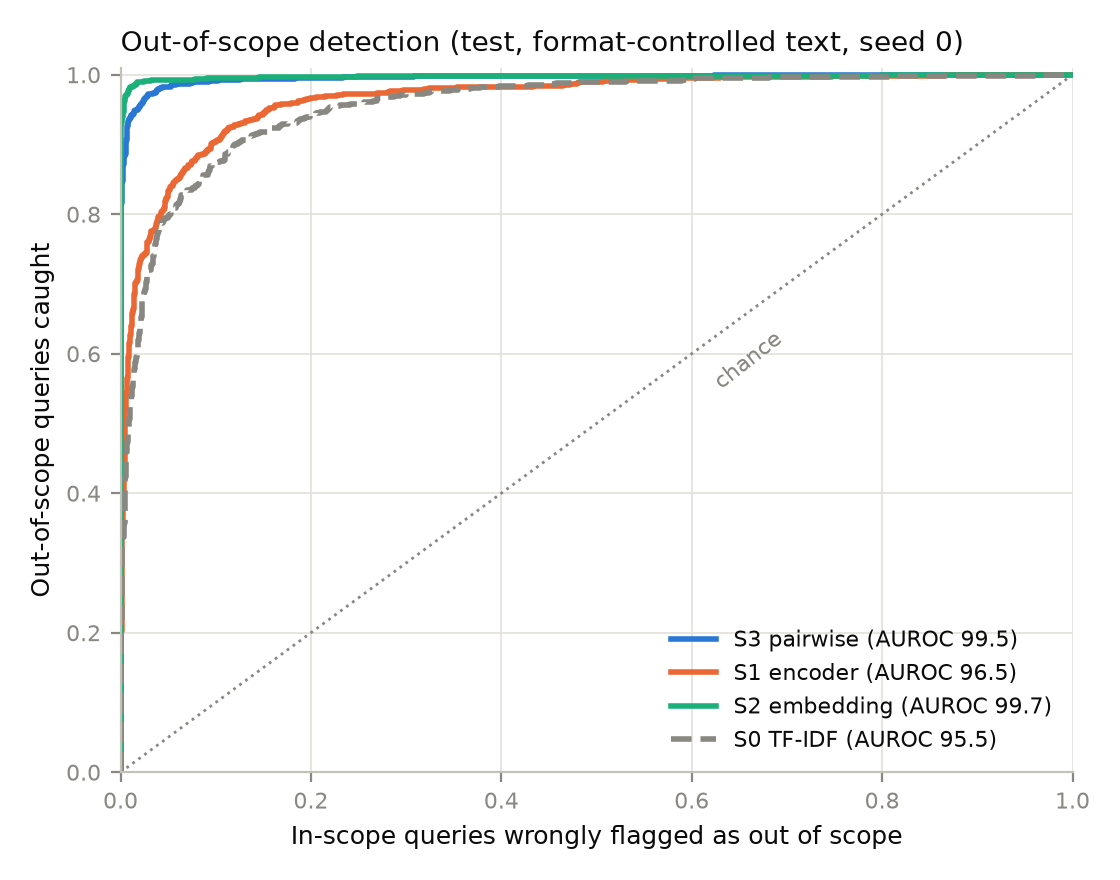 Out-of-scope detection (test, format-controlled text, seed 0)
Out-of-scope queries caught
1.0
0.8
0.6
0.4
0.2
0.0
chance
S3 pairwise (AUROC 99.5)
S1 encoder (AUROC 96.5)
S2 embedding (AUROC 99.7)
S0 TF-IDF (AUROC 95.5)
0.0 0.2 0.4 0.6 0.8 1.0
In-scope queries wrongly flagged as out of scope